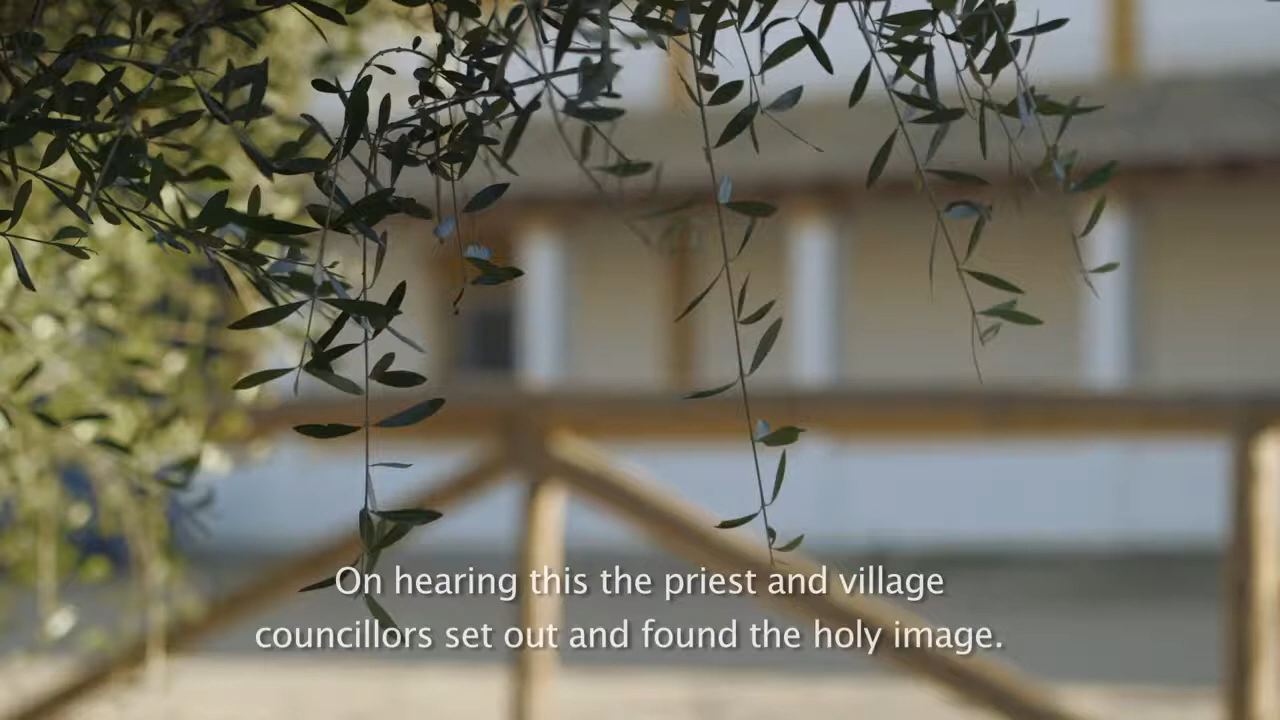 On hearing this the priest and village
councillors set out and found the holy image.